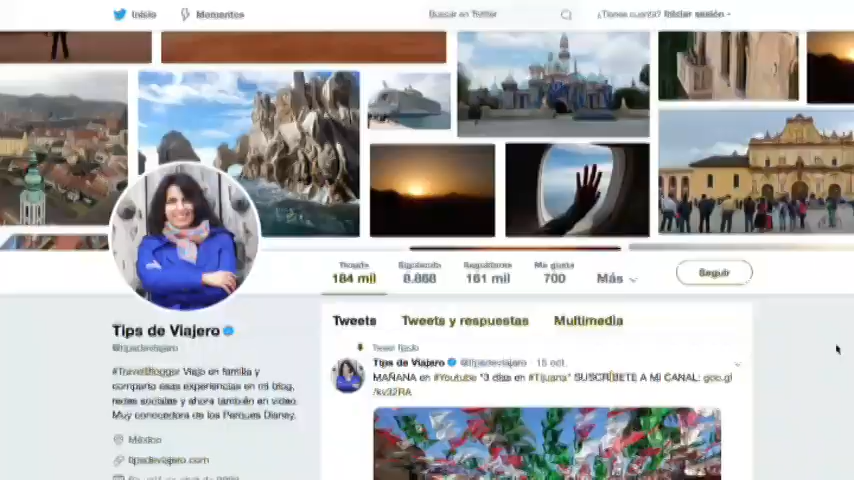 Inicio
Momentos
Buscar en Twitter
¿Tienes cuenta? Iniciar sesión
Tweets
184 mil
Siguiendo
8.868
Seguidores
161 mil
Me gusta
700
Más
Seguir
Tips de Viajero
@tipsdeviajero
#TravelBlogger Viajo en familia y
comparto esas experiencias en mi blog,
redes sociales y ahora también en video.
Muy conocedora de los Parques Disney.
México
tipsdeviajero.com
Tweets
Tweets y respuestas
Multimedia
Tweet fijado
Tips de Viajero @tipsdeviajero · 15 oct.
MAÑANA en #Youtube "3 días en #Tijuana" SUSCRÍBETE A MI CANAL: goo.gl